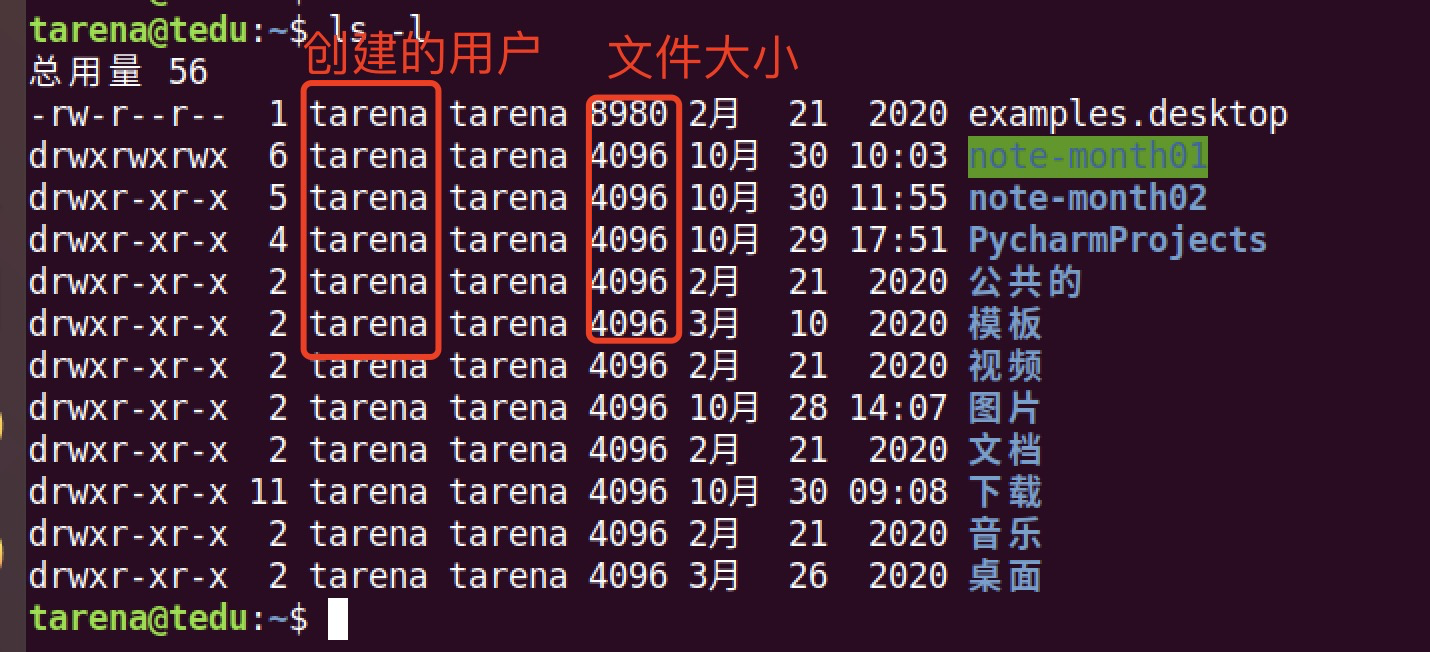 tarena@tedu:~$ ls -l
创建的用户 文件大小
总用量 56
-rw-r--r-- 1 tarena tarena 8980 2月 21 2020 examples.desktop
drwxrwxrwx 6 tarena tarena 4096 10月 30 10:03 note-month01
drwxr-xr-x 5 tarena tarena 4096 10月 30 11:55 note-month02
drwxr-xr-x 4 tarena tarena 4096 10月 29 17:51 PycharmProjects
drwxr-xr-x 2 tarena tarena 4096 2月 21 2020 公共的
drwxr-xr-x 2 tarena tarena 4096 3月 10 2020 模板
drwxr-xr-x 2 tarena tarena 4096 2月 21 2020 视频
drwxr-xr-x 2 tarena tarena 4096 10月 28 14:07 图片
drwxr-xr-x 2 tarena tarena 4096 2月 21 2020 文档
drwxr-xr-x 11 tarena tarena 4096 10月 30 09:08 下载
drwxr-xr-x 2 tarena tarena 4096 2月 21 2020 音乐
drwxr-xr-x 2 tarena tarena 4096 3月 26 2020 桌面
tarena@tedu:~$